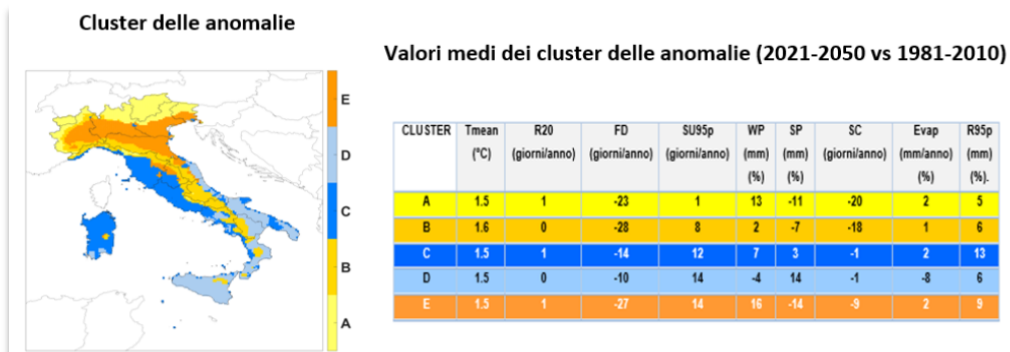 Cluster delle anomalie
E
D
C
B
A
Valori medi dei cluster delle anomalie (2021-2050 vs 1981-2010)
CLUSTER Tmean R20 FD SU95p WP SP SC Evap R95p
(°C) (giorni/anno) (giorni/anno) (giorni/anno) (mm) (mm) (giorni/anno) (mm/anno) (mm)
(%) (%) (%) (%).
A 1.5 1 -23 1 13 -11 -20 2 5
B 1.6 0 -28 8 2 -7 -18 1 6
C 1.5 1 -14 12 7 3 -1 2 13
D 1.5 0 -10 14 -4 14 -1 -8 6
E 1.5 1 -27 14 16 -14 -9 2 9